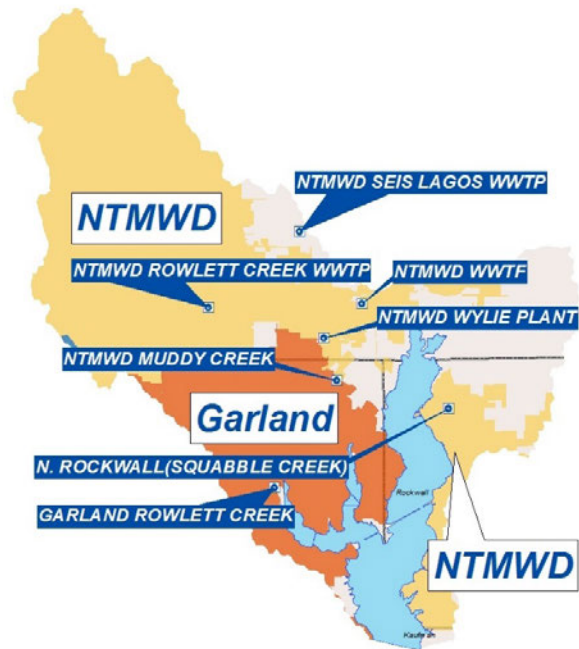 NTMWD SEIS LAGOS WWTP
NTMWD
NTMWD ROWLETT CREEK WWTP
NTMWD WWTF
NTMWD WYLIE PLANT
NTMWD MUDDY CREEK
Garland
N. ROCKWALL(SQUABBLE CREEK)
Rockwall
GARLAND ROWLETT CREEK
NTMWD